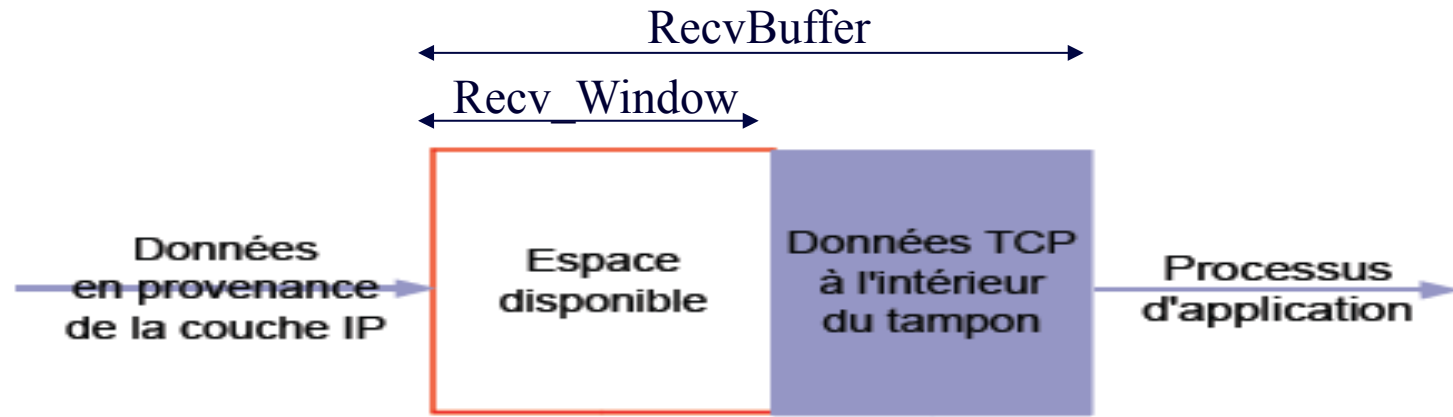 RecvBuffer
Recv_Window
Données
en provenance
de la couche IP
Espace
disponible
Données TCP
à l'intérieur
du tampon
Processus
d'application